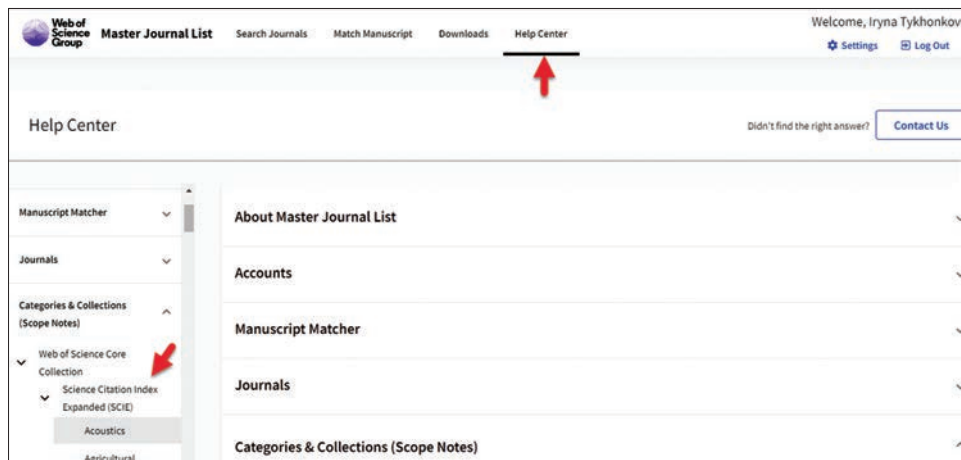 Web of
Science
Group
Master Journal List
Search Journals
Match Manuscript
Downloads
Help Center
Welcome, Iryna Tykhonkov
Settings
Log Out
Help Center
Didn't find the right answer?
Contact Us
Manuscript Matcher
Journals
Categories & Collections
(Scope Notes)
Web of Science Core
Collection
Science Citation Index
Expanded (SCIE)
Acoustics
Agricultural
About Master Journal List
Accounts
Manuscript Matcher
Journals
Categories & Collections (Scope Notes)